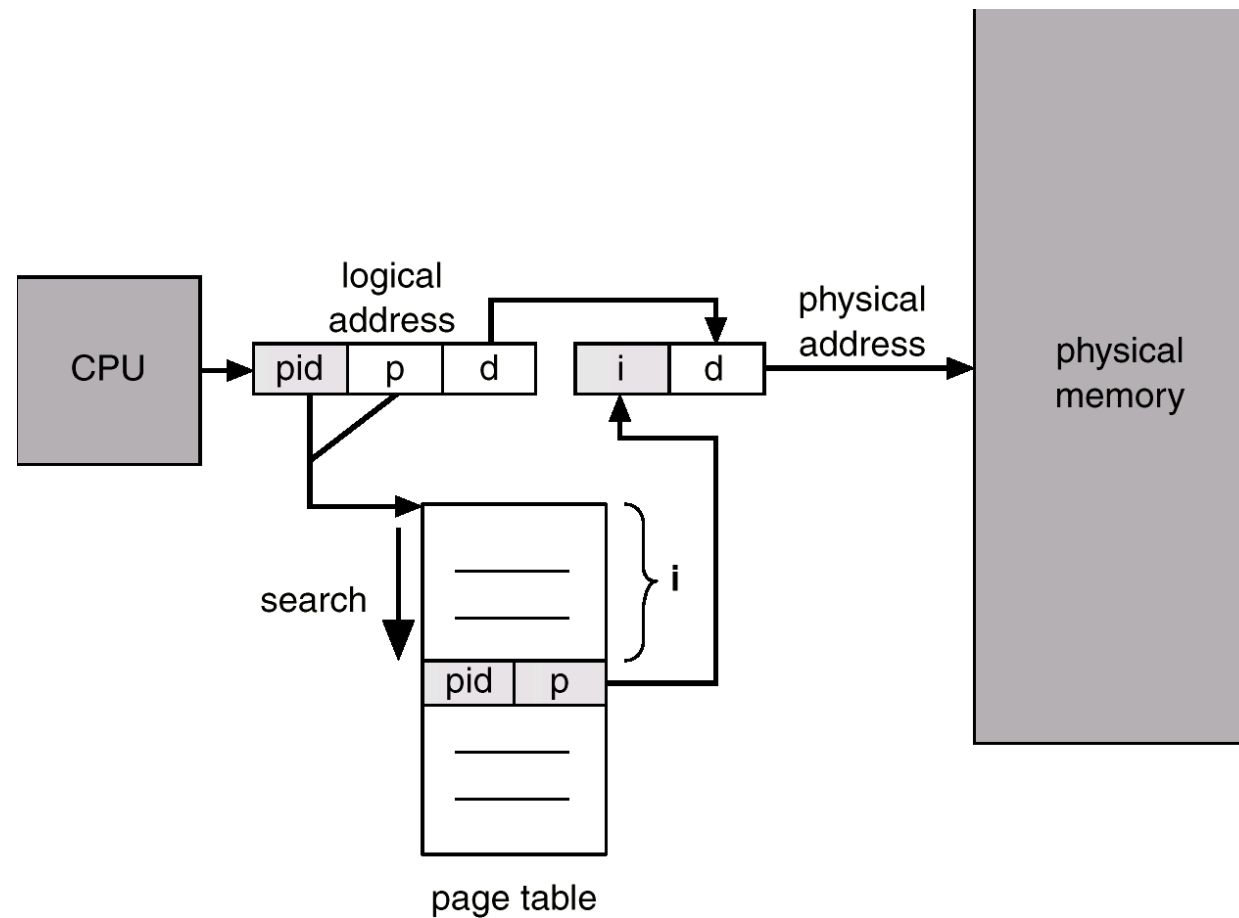 logical
address
physical
address
CPU
pid
p
d
i
d
physical
memory
search
i
pid
p
page table